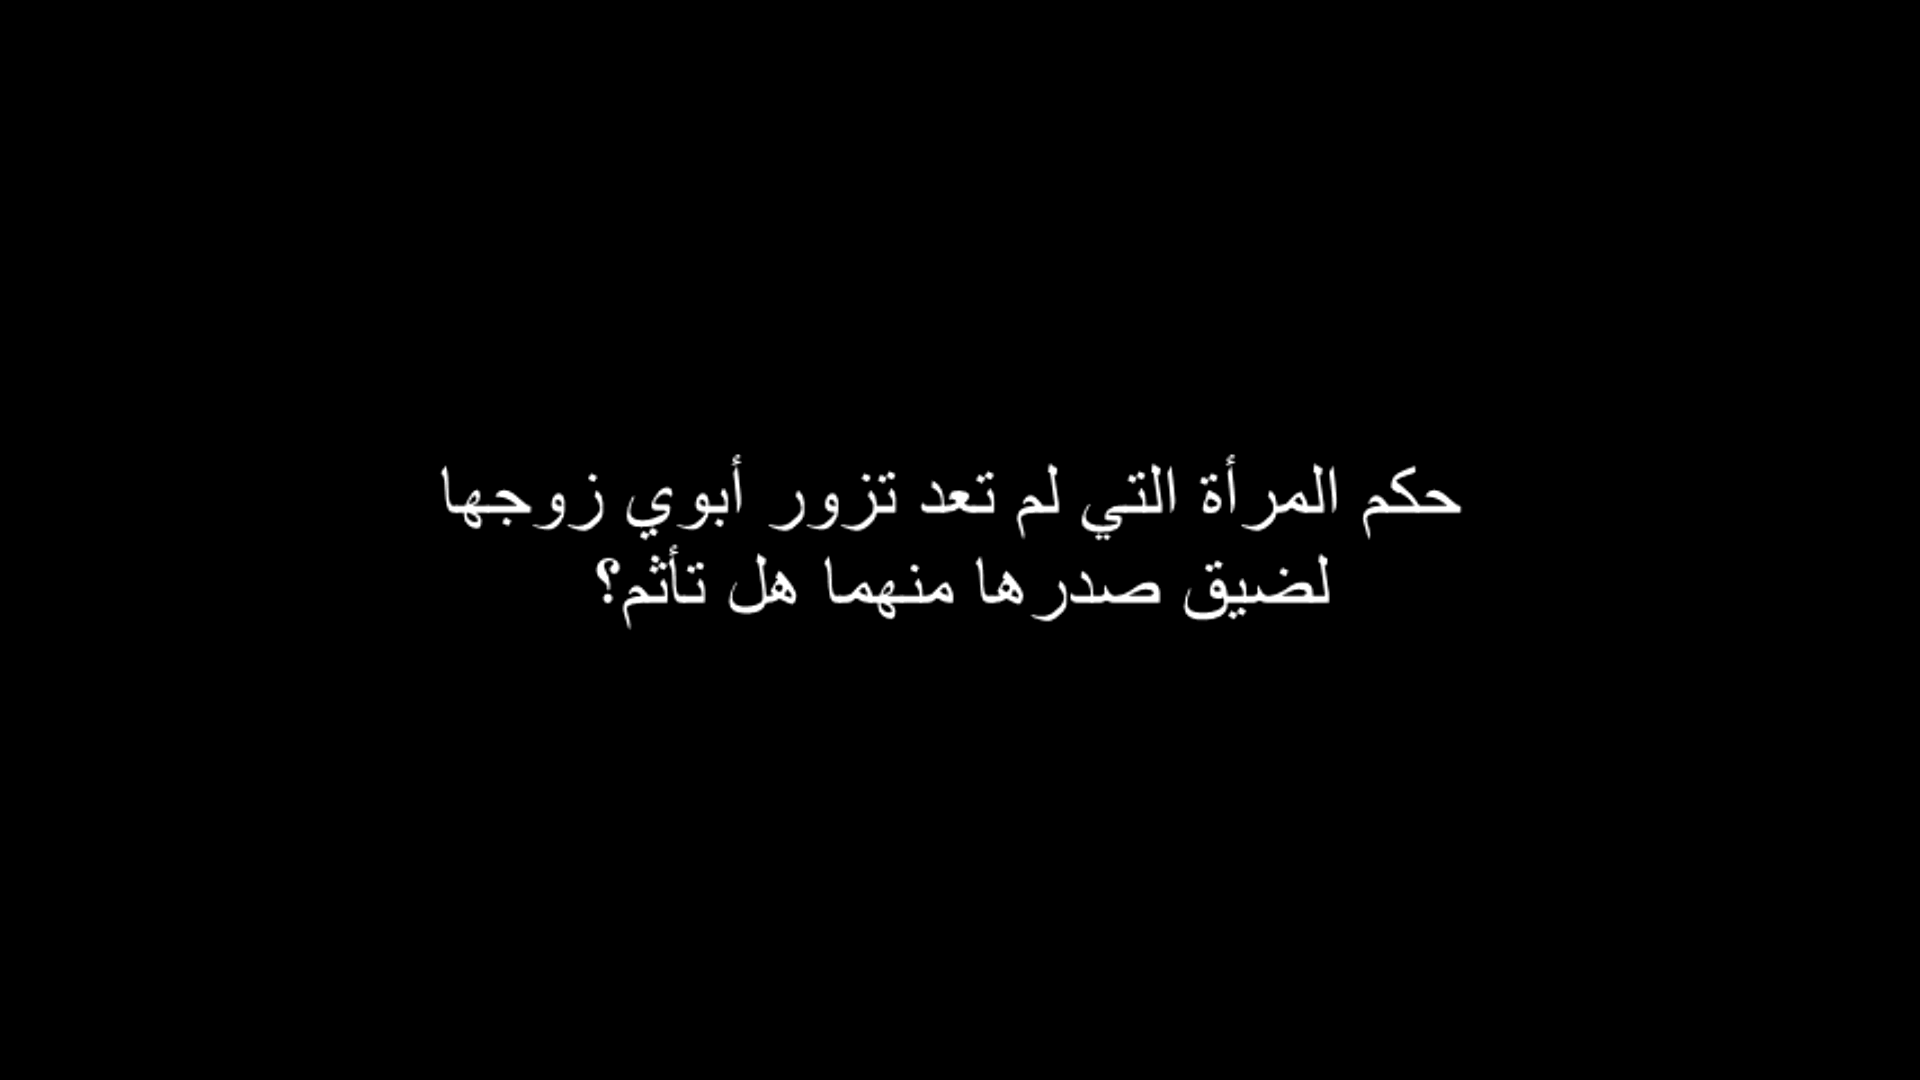 حكم المرأة التي لم تعد تزور أبوي زوجها
لضيق صدرها منهما هل تأثم؟